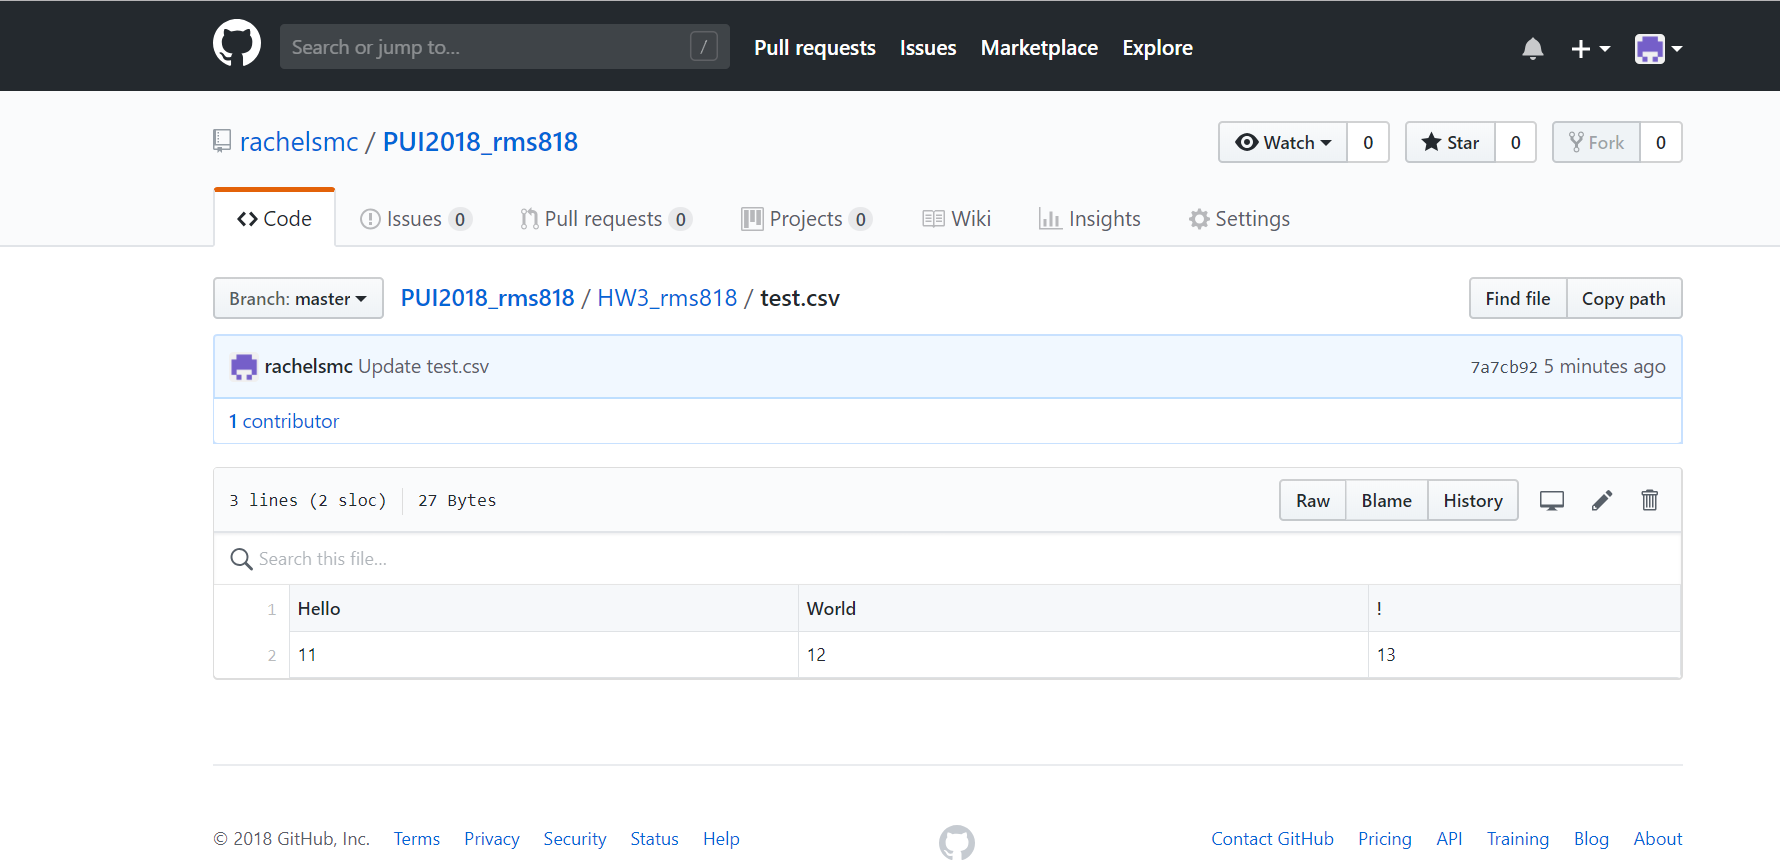 Search or jump to... / Pull requests Issues Marketplace Explore
rachelsmc / PUI2018_rms818 Watch 0 Star 0 Fork 0
Code Issues 0 Pull requests 0 Projects 0 Wiki Insights Settings
Branch: master PUI2018_rms818 / HW3_rms818 / test.csv Find file Copy path
rachelsmc Update test.csv 7a7cb92 5 minutes ago
1 contributor
3 lines (2 sloc) 27 Bytes Raw Blame History
Search this file...
1 Hello World !
2 11 12 13
© 2018 GitHub, Inc. Terms Privacy Security Status Help Contact GitHub Pricing API Training Blog About